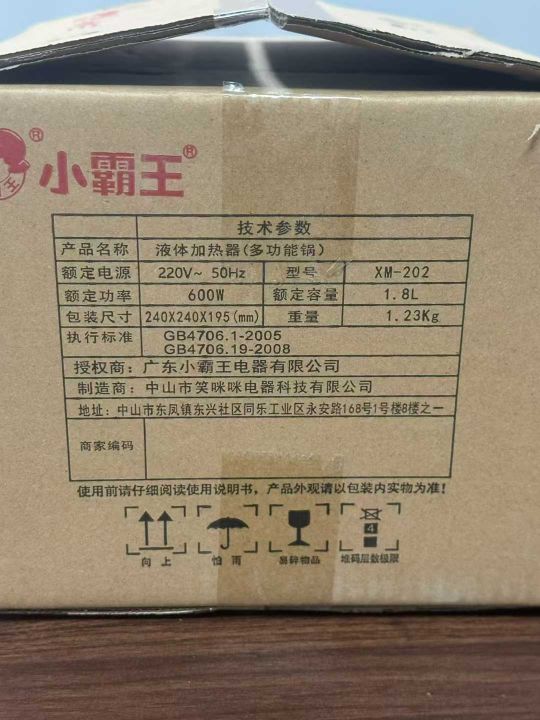 小霸王®
技术参数
产品名称 液体加热器(多功能锅)
额定电源 220V~ 50Hz 型号 XM-202
额定功率 600W 额定容量 1.8L
包装尺寸 240X240X195(mm) 重量 1.23Kg
执行标准 GB4706.1-2005
GB4706.19-2008
授权商: 广东小霸王电器有限公司
制造商: 中山市笑咪咪电器科技有限公司
地址: 中山市东凤镇东兴社区同乐工业区永安路168号1号楼8楼之一
商家编码
使用前请仔细阅读使用说明书，产品外观请以包装内实物为准！
4
向上 怕雨 易碎物品 堆码层数极限